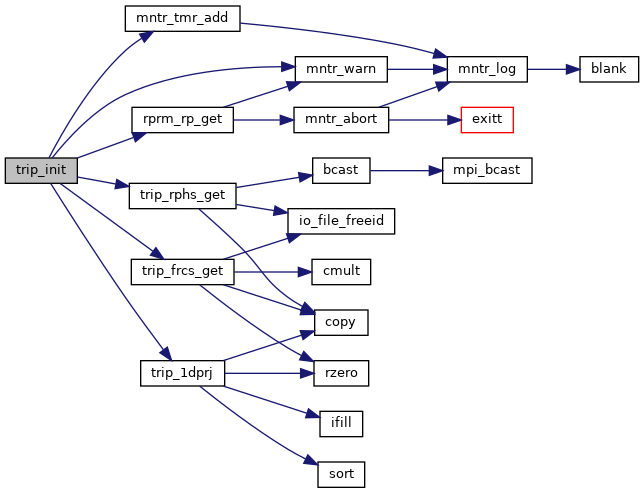 mntr_tmr_add
mntr_warn
mntr_log
blank
rprm_rp_get
mntr_abort
exitt
trip_init
bcast
mpi_bcast
trip_rphs_get
io_file_freeid
trip_frcs_get
cmult
copy
trip_1dprj
rzero
ifill
sort